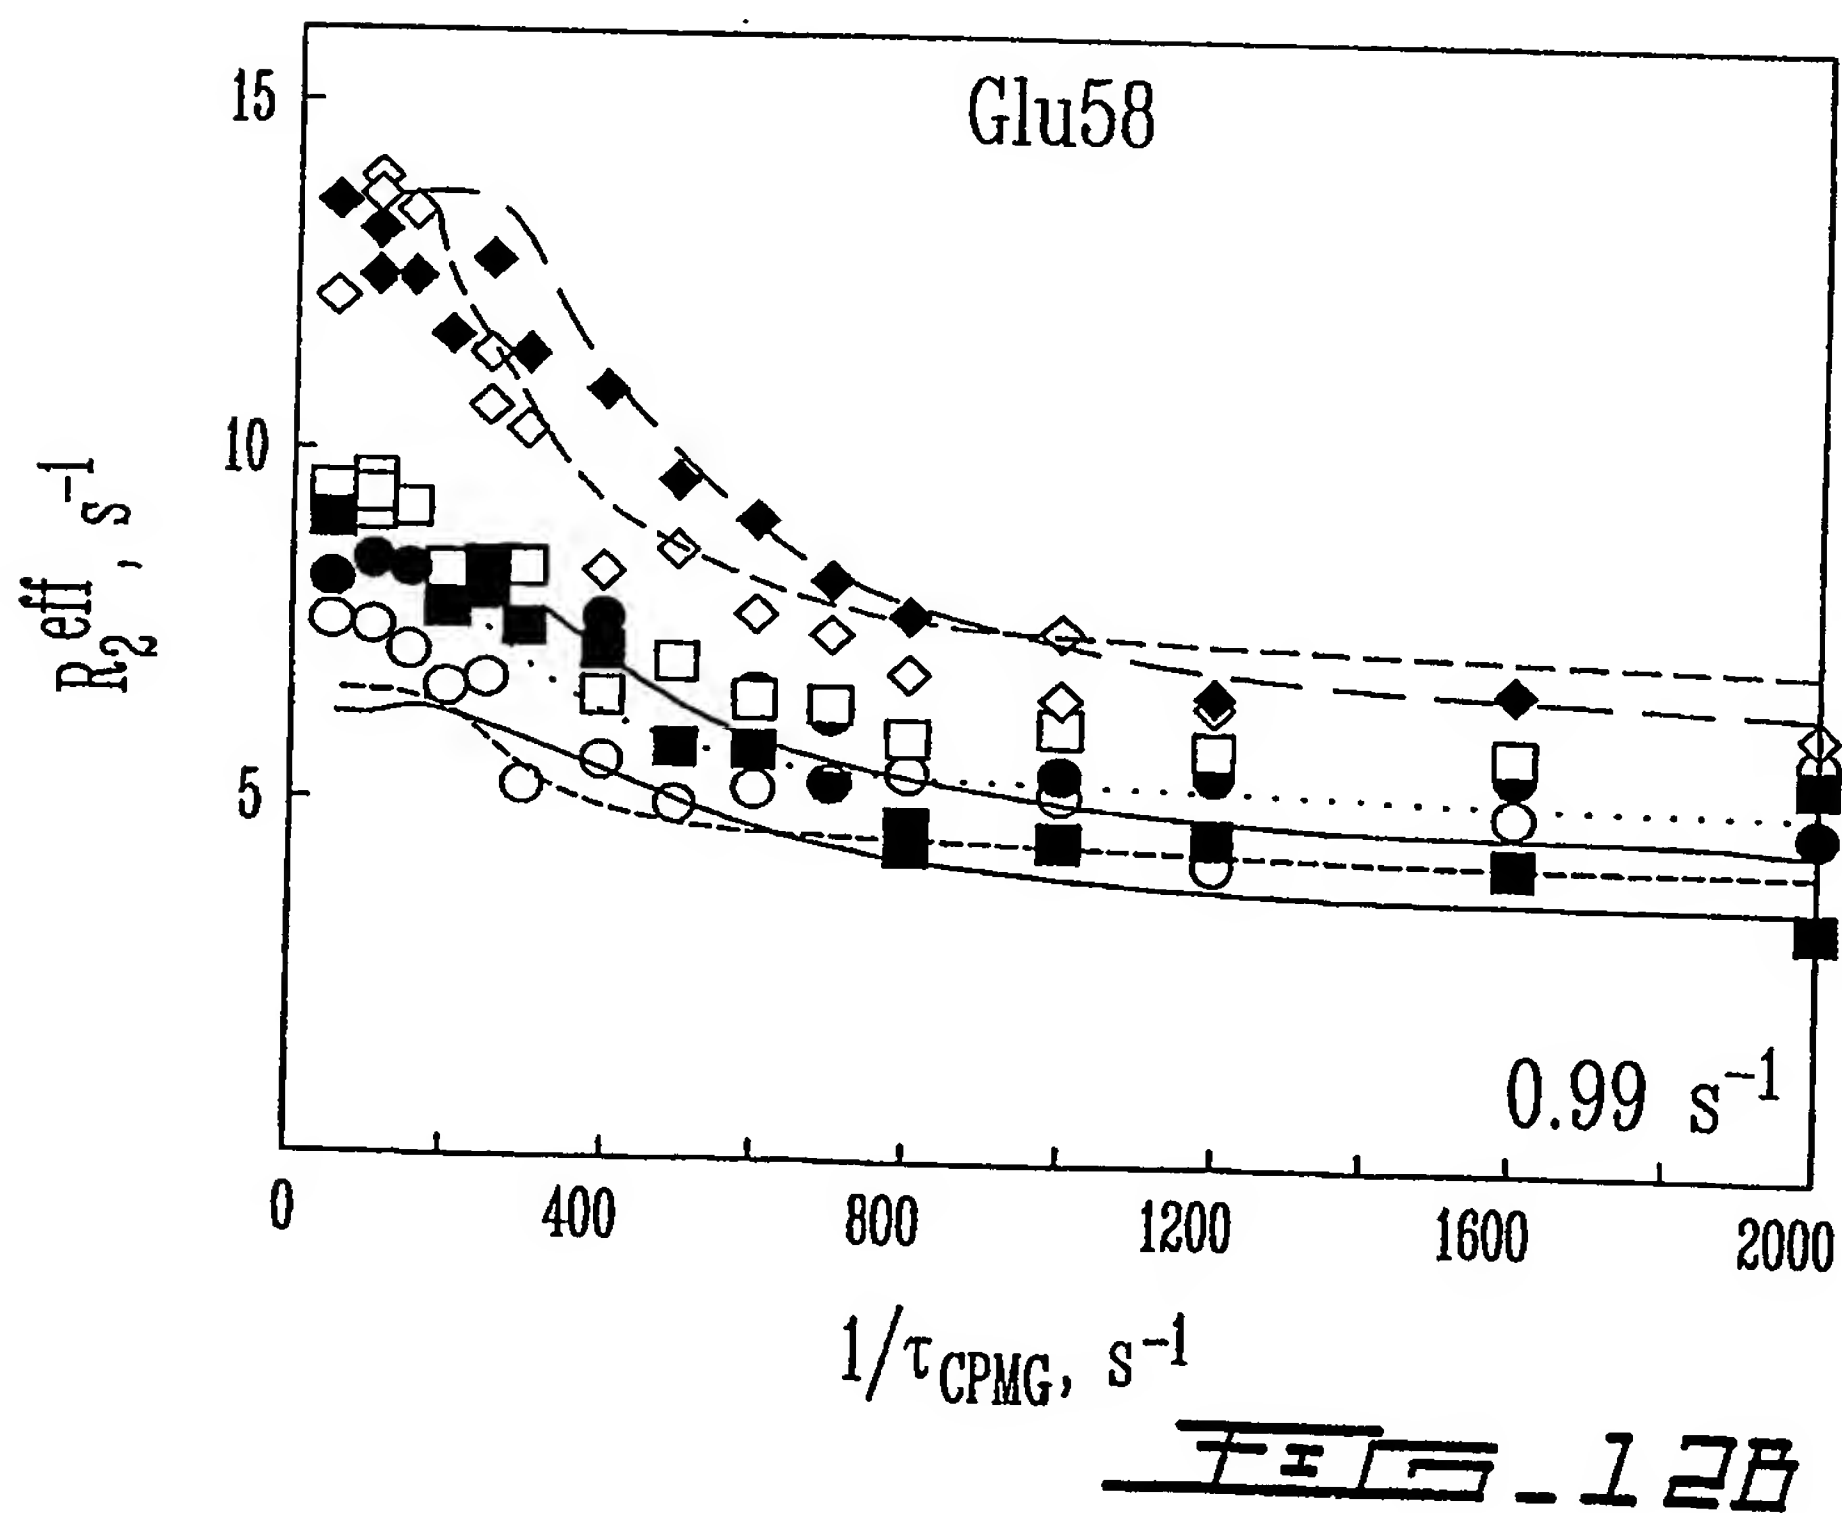 Glu58
15
10
5
R₂ᵉᶠᶠ, s⁻¹
0.99 s⁻¹
0 400 800 1200 1600 2000
1/τCPMG, s⁻¹
FIG_12B